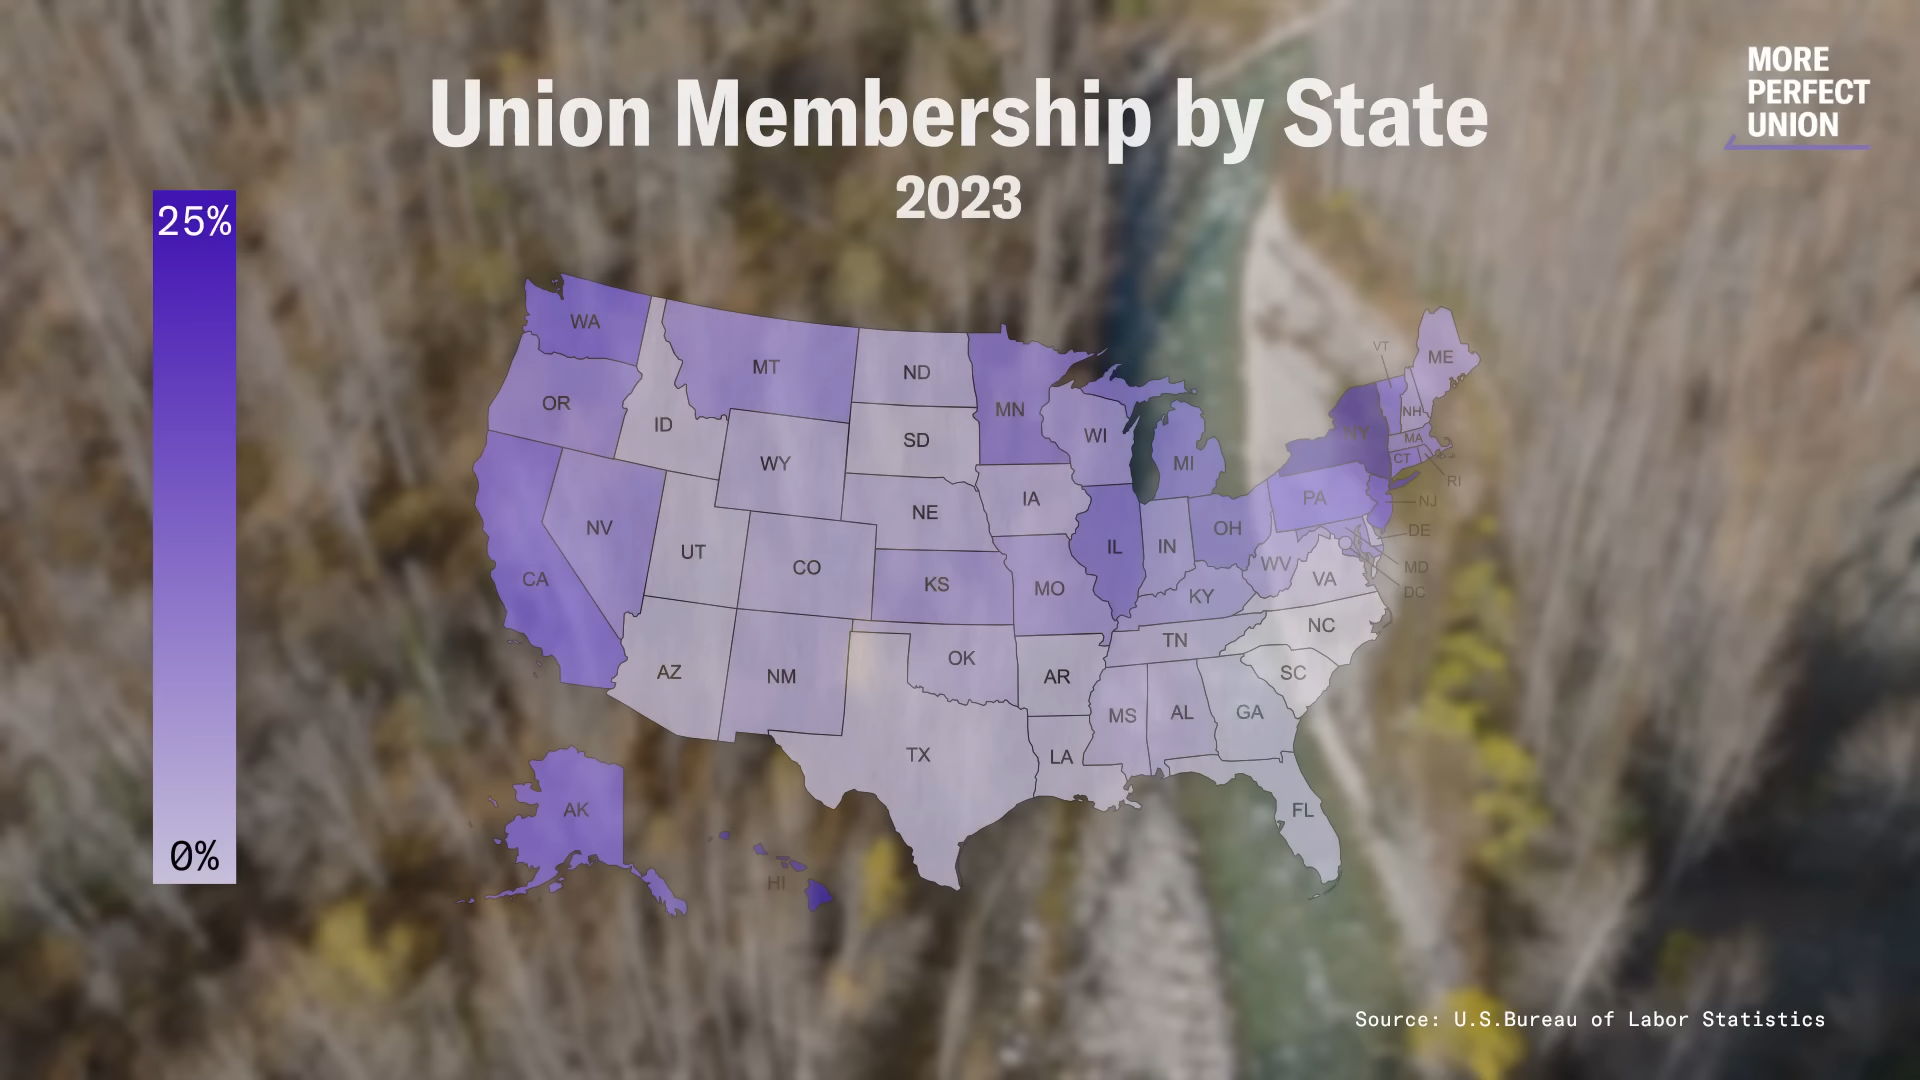 MORE
PERFECT
UNION
Union Membership by State
2023
25%
0%
WA
MT
ND
MN
OR
ID
SD
WY
WI
MI
VT
ME
NH
NY
MA
CT
RI
CA
NV
UT
CO
NE
IA
IL
IN
OH
PA
NJ
DE
MD
DC
WV
VA
KS
MO
KY
NC
TN
AZ
NM
OK
AR
SC
MS
AL
GA
TX
LA
FL
AK
HI
Source: U.S.Bureau of Labor Statistics